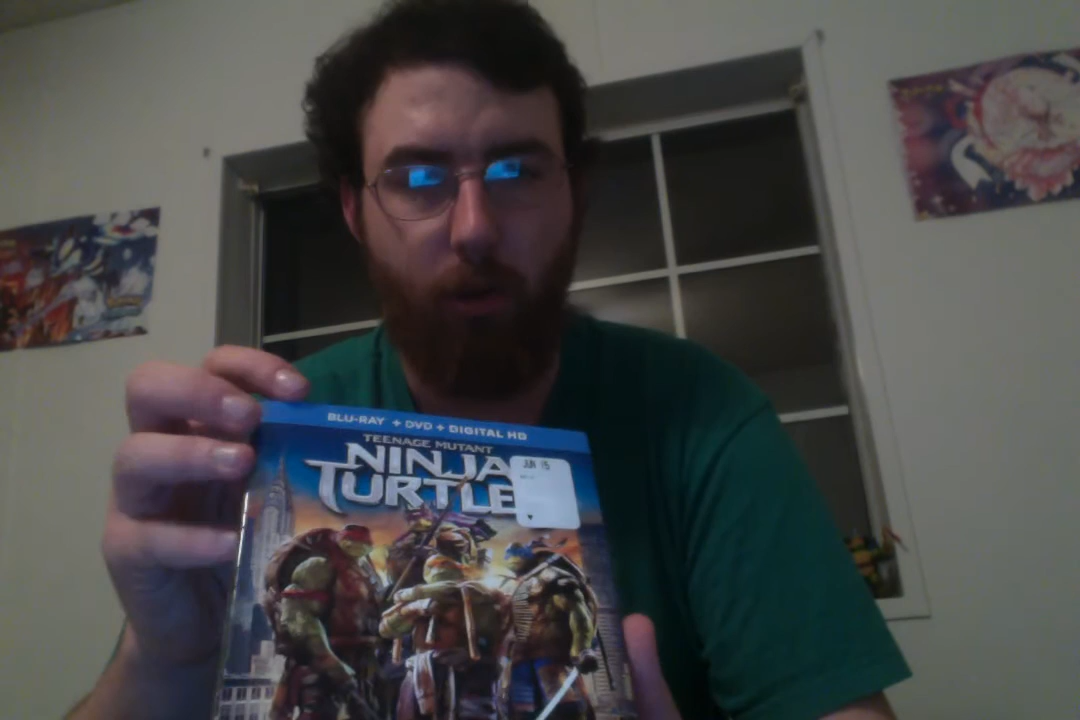 BLU-RAY + DVD + DIGITAL HD
TEENAGE MUTANT
NINJA
TURTLE
JUN 15